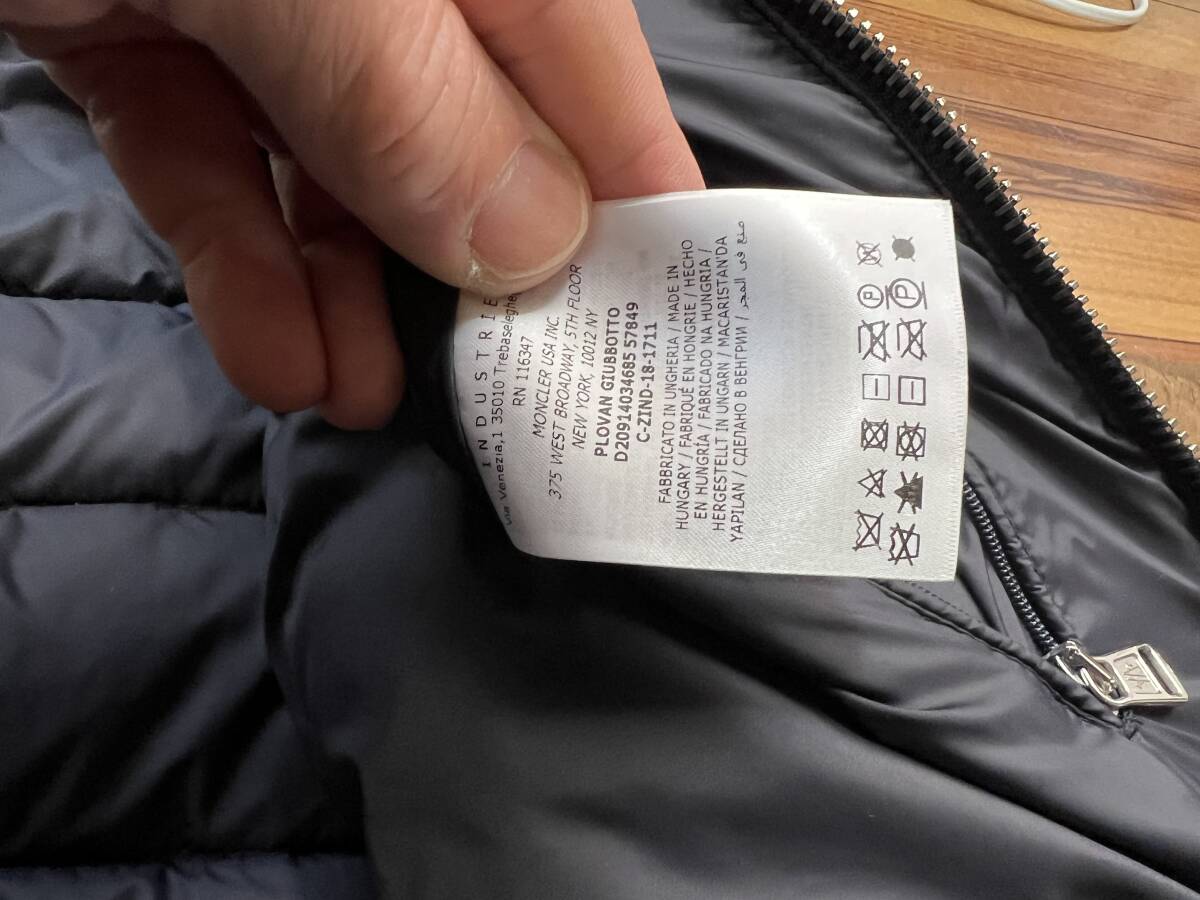 INDUSTRIE
Via Venezia,1 35010 Trebaseleghe
RN 116347
MONCLER USA INC.
375 WEST BROADWAY, 5TH FLOOR
NEW YORK, 10012 NY
PLOVAN GIUBBOTTO
D20914034685 57849
C-ZIND-18-1711
FABBRICATO IN UNGHERIA / MADE IN
HUNGARY / FABRIQUÉ EN HONGRIE / HECHO
EN HUNGRIA / FABRICADO NA HUNGRIA /
HERGESTELLT IN UNGARN / MACARISTAN'DA
YAPILAN / СДЕЛАНО В ВЕНГРИИ / صنع في المجر
P P